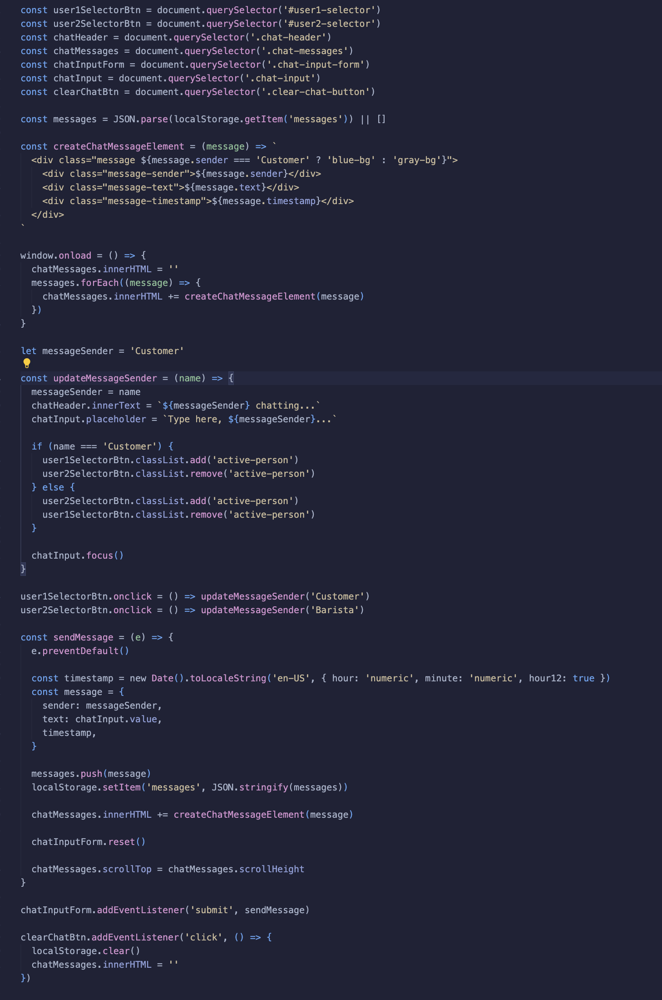 const user1SelectorBtn = document.querySelector('#user1-selector')
const user2SelectorBtn = document.querySelector('#user2-selector')
const chatHeader = document.querySelector('.chat-header')
const chatMessages = document.querySelector('.chat-messages')
const chatInputForm = document.querySelector('.chat-input-form')
const chatInput = document.querySelector('.chat-input')
const clearChatBtn = document.querySelector('.clear-chat-button')

const messages = JSON.parse(localStorage.getItem('messages')) || []

const createChatMessageElement = (message) => `
  <div class="message ${message.sender === 'Customer' ? 'blue-bg' : 'gray-bg'}">
    <div class="message-sender">${message.sender}</div>
    <div class="message-text">${message.text}</div>
    <div class="message-timestamp">${message.timestamp}</div>
  </div>
`

window.onload = () => {
  chatMessages.innerHTML = ''
  messages.forEach((message) => {
    chatMessages.innerHTML += createChatMessageElement(message)
  })
}

let messageSender = 'Customer'

const updateMessageSender = (name) => {
  messageSender = name
  chatHeader.innerText = `${messageSender} chatting...`
  chatInput.placeholder = `Type here, ${messageSender}...`

  if (name === 'Customer') {
    user1SelectorBtn.classList.add('active-person')
    user2SelectorBtn.classList.remove('active-person')
  } else {
    user2SelectorBtn.classList.add('active-person')
    user1SelectorBtn.classList.remove('active-person')
  }

  chatInput.focus()
}

user1SelectorBtn.onclick = () => updateMessageSender('Customer')
user2SelectorBtn.onclick = () => updateMessageSender('Barista')

const sendMessage = (e) => {
  e.preventDefault()

  const timestamp = new Date().toLocaleString('en-US', { hour: 'numeric', minute: 'numeric', hour12: true })
  const message = {
    sender: messageSender,
    text: chatInput.value,
    timestamp,
  }

  messages.push(message)
  localStorage.setItem('messages', JSON.stringify(messages))

  chatMessages.innerHTML += createChatMessageElement(message)

  chatInputForm.reset()

  chatMessages.scrollTop = chatMessages.scrollHeight
}

chatInputForm.addEventListener('submit', sendMessage)

clearChatBtn.addEventListener('click', () => {
  localStorage.clear()
  chatMessages.innerHTML = ''
})